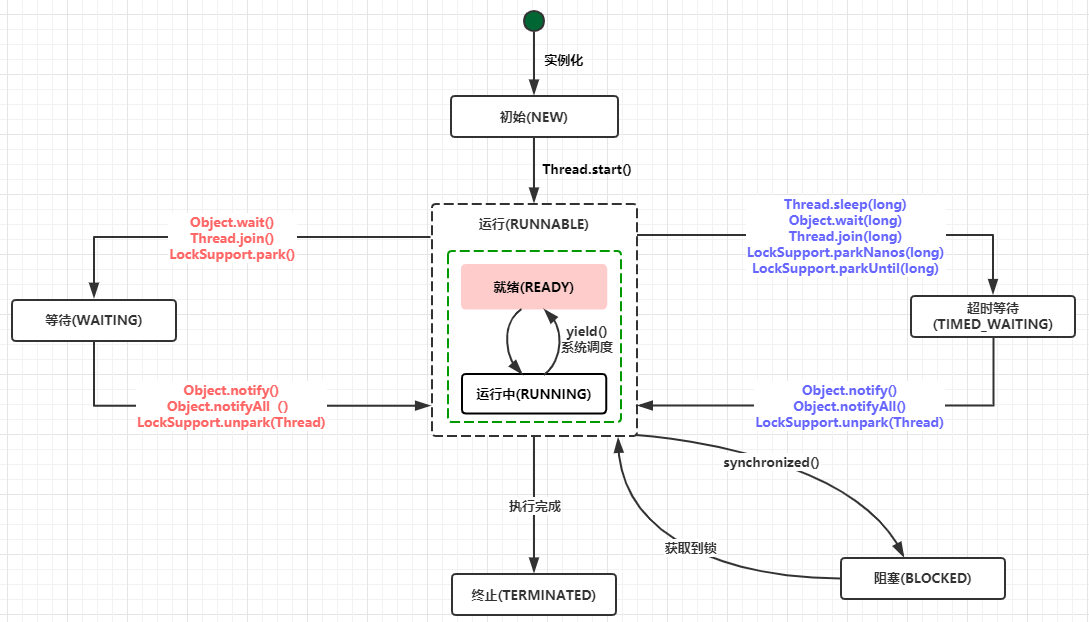 实例化
初始(NEW)
Thread.start()
运行(RUNNABLE)
Object.wait()
Thread.join()
LockSupport.park()
Thread.sleep(long)
Object.wait(long)
Thread.join(long)
LockSupport.parkNanos(long)
LockSupport.parkUntil(long)
就绪(READY)
等待(WAITING)
超时等待
(TIMED_WAITING)
yield()
系统调度
运行中(RUNNING)
Object.notify()
Object.notifyAll（）
LockSupport.unpark(Thread)
Object.notify()
Object.notifyAll()
LockSupport.unpark(Thread)
synchronized()
执行完成
获取到锁
阻塞(BLOCKED)
终止(TERMINATED)